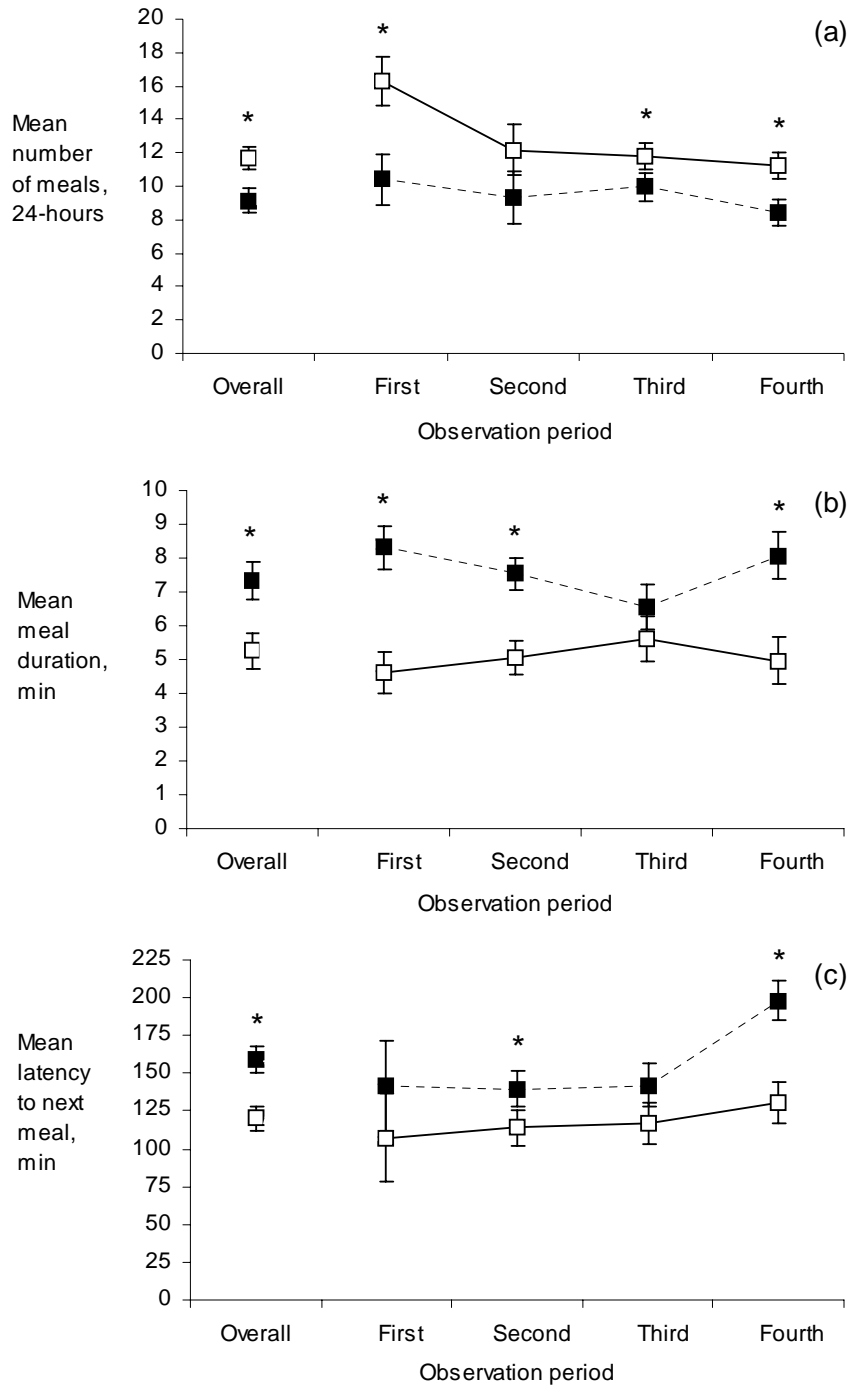 (a)
*
*
*
*
20
18
16
14
12
10
8
6
4
2
0
Mean
number
of meals,
24-hours
Overall First Second Third Fourth
Observation period
(b)
*
*
*
*
10
9
8
7
6
5
4
3
2
1
0
Mean
meal
duration,
min
Overall First Second Third Fourth
Observation period
(c)
*
*
*
225
200
175
150
125
100
75
50
25
0
Mean
latency
to next
meal, min
Overall First Second Third Fourth
Observation period